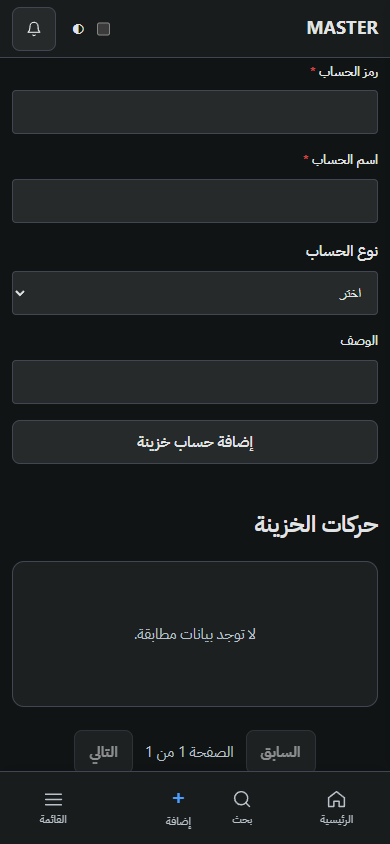 MASTER
رمز الحساب *
اسم الحساب *
نوع الحساب
اختر
الوصف
إضافة حساب خزينة
حركات الخزينة
لا توجد بيانات مطابقة.
السابق
الصفحة 1 من 1
التالي
الرئيسية
بحث
إضافة
القائمة